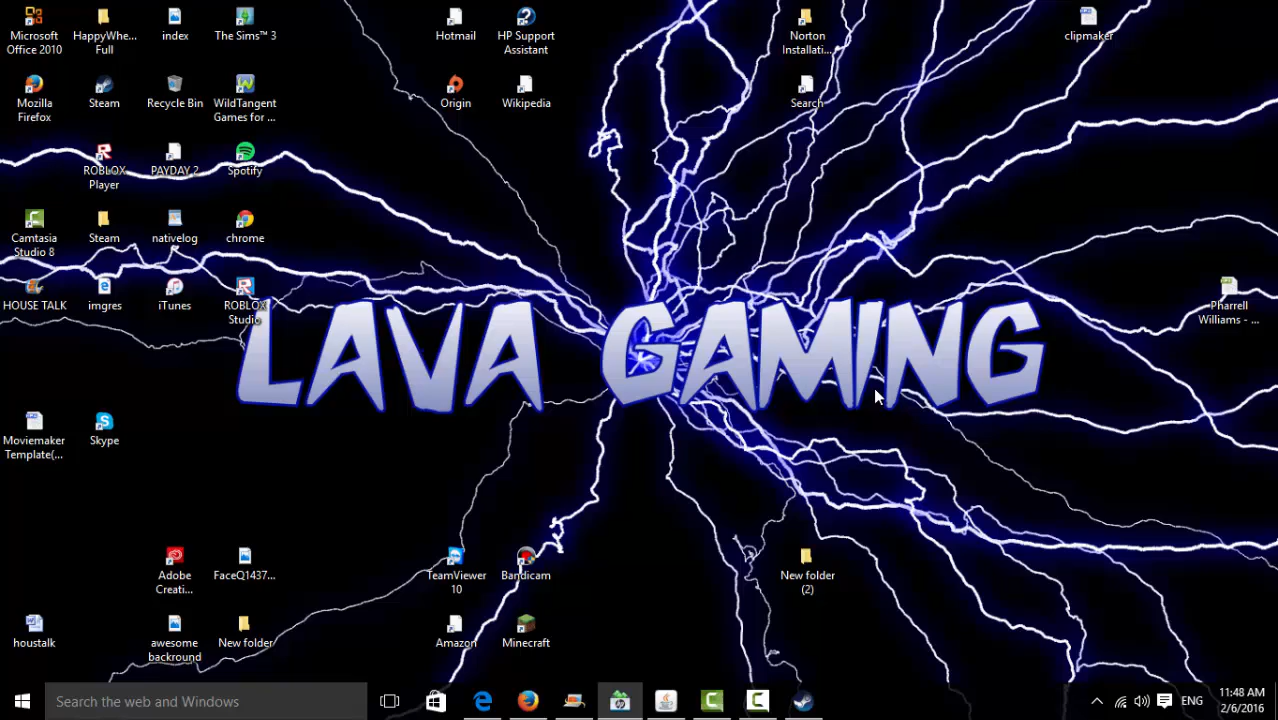 Microsoft
Office 2010
HappyWhe...
Full
index
The Sims™ 3
Hotmail
HP Support
Assistant
Norton
Installati...
clipmaker
Mozilla
Firefox
Steam
Recycle Bin
WildTangent
Games for ...
Origin
Wikipedia
Search
ROBLOX
Player
PAYDAY 2
Spotify
Camtasia
Studio 8
Steam
nativelog
chrome
HOUSE TALK
imgres
iTunes
ROBLOX
Studio
Pharrell
Williams - ...
LAVA GAMING
Moviemaker
Template(...
Skype
Adobe
Creati...
FaceQ1437...
TeamViewer
10
Bandicam
New folder
(2)
houstalk
awesome
backround
New folder
Amazon
Minecraft
Search the web and Windows
ENG
11:48 AM
2/6/2016